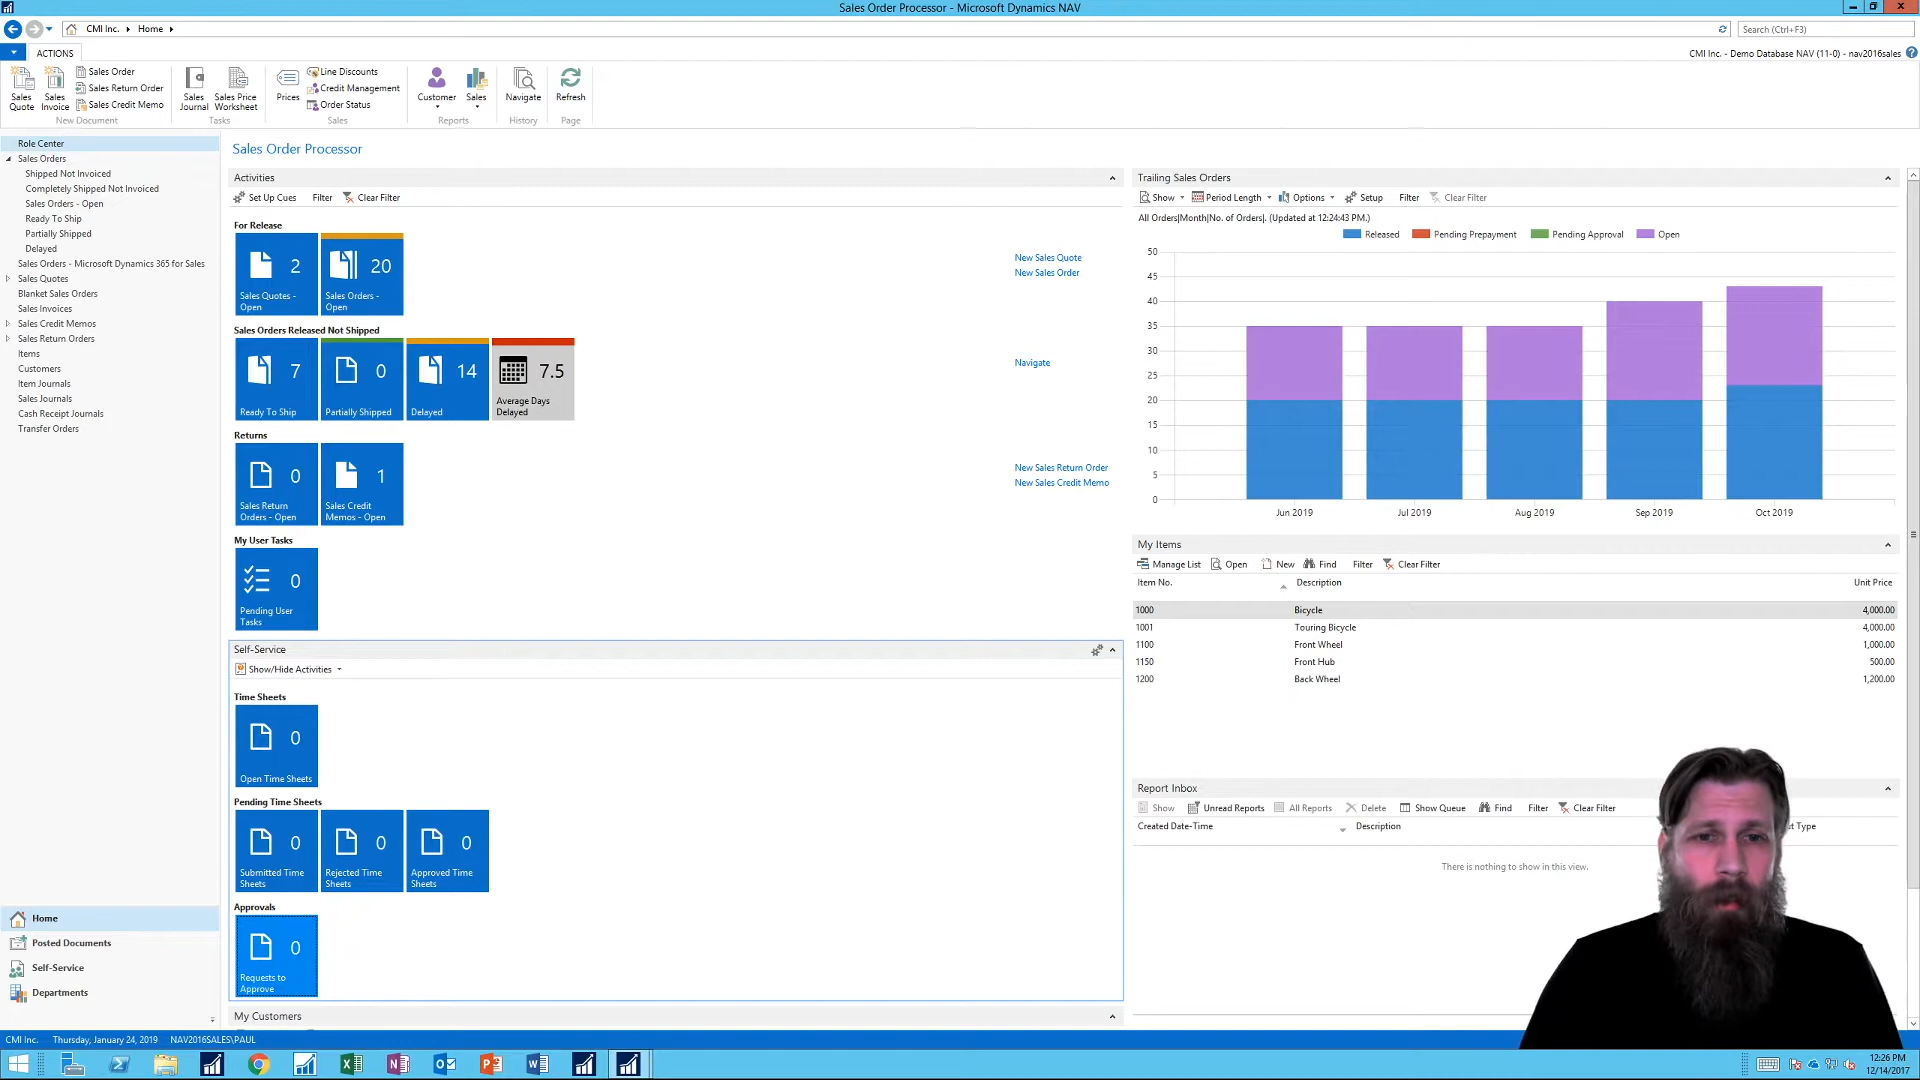 Sales Order Processor - Microsoft Dynamics NAV
CMI Inc. Home
Search (Ctrl+F3)
ACTIONS
CMI Inc. - Demo Database NAV (11-0) - nav2016sales
Sales Quote
Sales Invoice
Sales Order
Sales Return Order
Sales Credit Memo
New Document
Sales Journal
Sales Price Worksheet
Tasks
Prices
Line Discounts
Credit Management
Order Status
Sales
Customer
Sales
Reports
Navigate
History
Refresh
Page
Role Center
Sales Orders
Shipped Not Invoiced
Completely Shipped Not Invoiced
Sales Orders - Open
Ready To Ship
Partially Shipped
Delayed
Sales Orders - Microsoft Dynamics 365 for Sales
Sales Quotes
Blanket Sales Orders
Sales Invoices
Sales Credit Memos
Sales Return Orders
Items
Customers
Item Journals
Sales Journals
Cash Receipt Journals
Transfer Orders
Home
Posted Documents
Self-Service
Departments
Sales Order Processor
Activities
Set Up Cues Filter Clear Filter
For Release
2
Sales Quotes -
Open
20
Sales Orders -
Open
New Sales Quote
New Sales Order
Sales Orders Released Not Shipped
7
Ready To Ship
0
Partially Shipped
14
Delayed
7.5
Average Days
Delayed
Navigate
Returns
0
Sales Return
Orders - Open
1
Sales Credit
Memos - Open
New Sales Return Order
New Sales Credit Memo
My User Tasks
0
Pending User
Tasks
Self-Service
Show/Hide Activities
Time Sheets
0
Open Time Sheets
Pending Time Sheets
0
Submitted Time
Sheets
0
Rejected Time
Sheets
0
Approved Time
Sheets
Approvals
0
Requests to
Approve
My Customers
Trailing Sales Orders
Show Period Length Options Setup Filter Clear Filter
All Orders|Month|No. of Orders|. (Updated at 12:24:43 PM.)
Released Pending Prepayment Pending Approval Open
50
45
40
35
30
25
20
15
10
5
0
Jun 2019 Jul 2019 Aug 2019 Sep 2019 Oct 2019
My Items
Manage List Open New Find Filter Clear Filter
Item No. Description Unit Price
1000 Bicycle 4,000.00
1001 Touring Bicycle 4,000.00
1100 Front Wheel 1,000.00
1150 Front Hub 500.00
1200 Back Wheel 1,200.00
Report Inbox
Show Unread Reports All Reports Delete Show Queue Find Filter Clear Filter
Created Date-Time Description Type
There is nothing to show in this view.
CMI Inc. Thursday, January 24, 2019 NAV2016SALES\PAUL
12:26 PM
12/14/2017